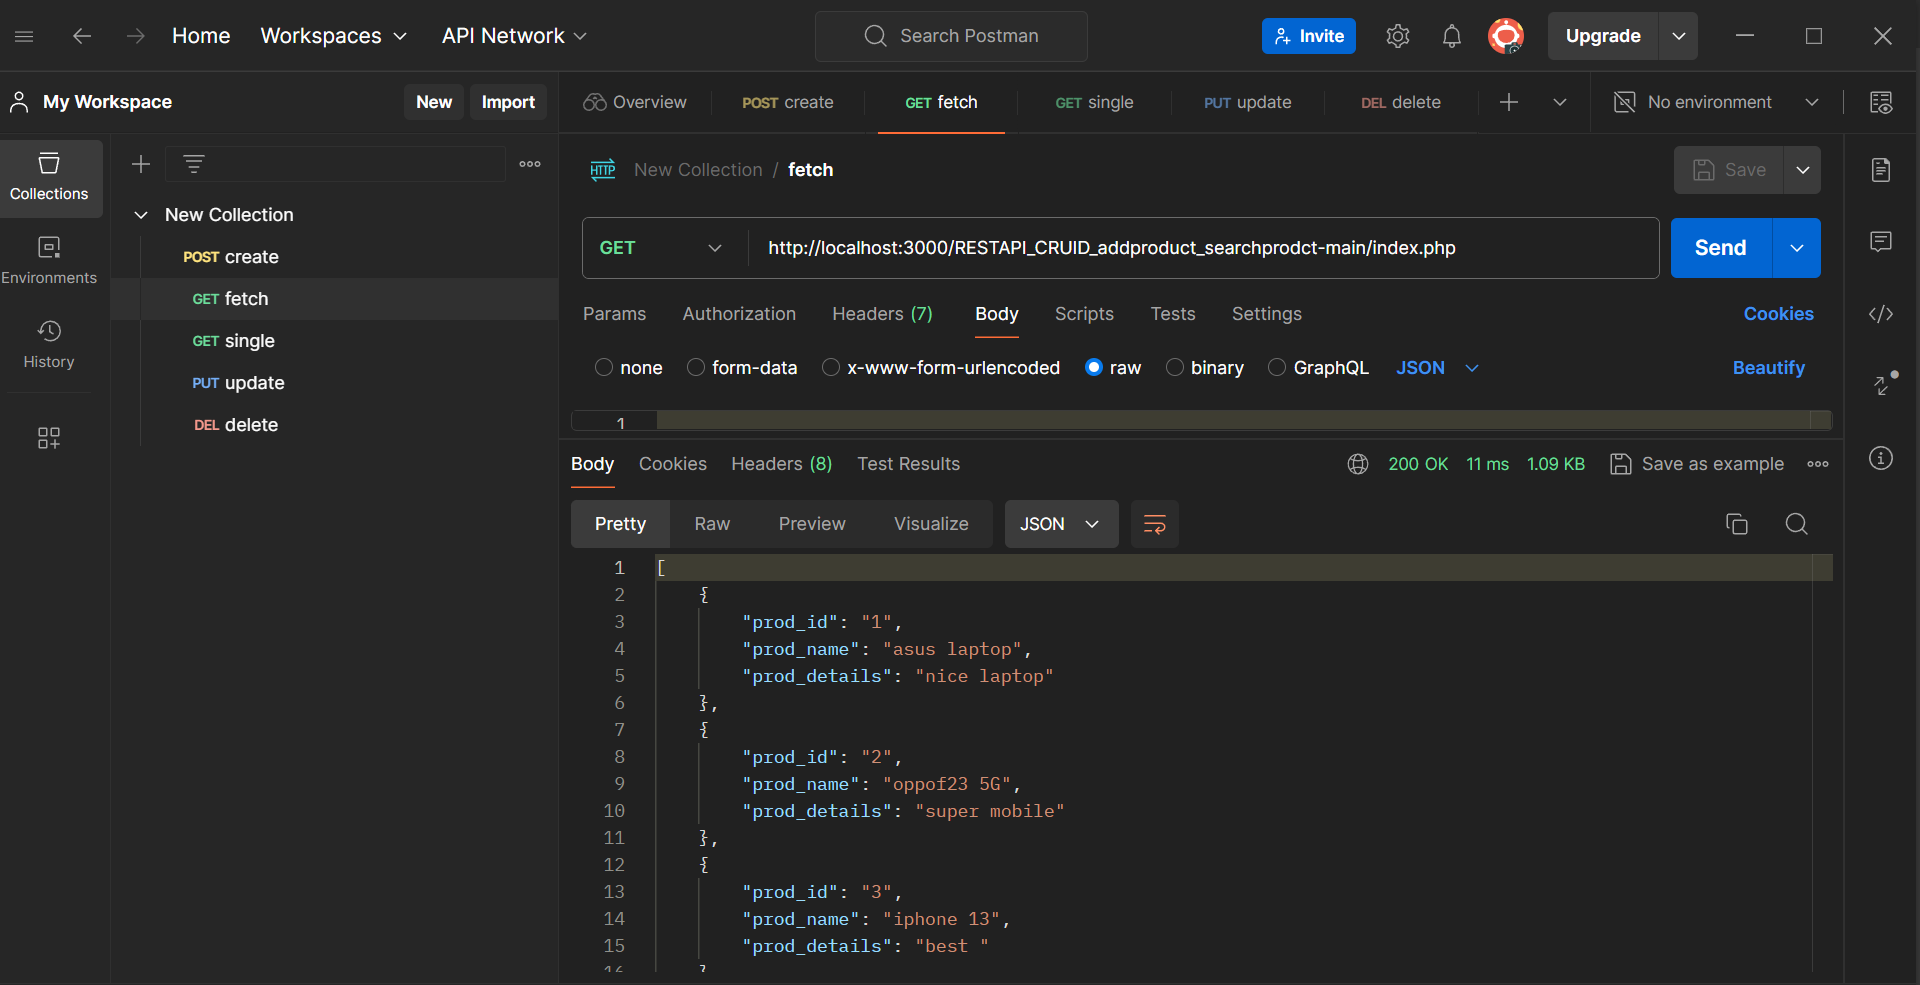 Home Workspaces API Network Search Postman Invite Upgrade
My Workspace New Import Overview POST create GET fetch GET single PUT update DEL delete No environment
Collections
Environments
History
New Collection
POST create
GET fetch
GET single
PUT update
DEL delete
HTTP New Collection / fetch Save
GET http://localhost:3000/RESTAPI_CRUID_addproduct_searchprodct-main/index.php Send
Params Authorization Headers (7) Body Scripts Tests Settings Cookies
none form-data x-www-form-urlencoded raw binary GraphQL JSON Beautify
1
Body Cookies Headers (8) Test Results 200 OK 11 ms 1.09 KB Save as example
Pretty Raw Preview Visualize JSON
1 [
2 {
3 "prod_id": "1",
4 "prod_name": "asus laptop",
5 "prod_details": "nice laptop"
6 },
7 {
8 "prod_id": "2",
9 "prod_name": "oppof23 5G",
10 "prod_details": "super mobile"
11 },
12 {
13 "prod_id": "3",
14 "prod_name": "iphone 13",
15 "prod_details": "best "